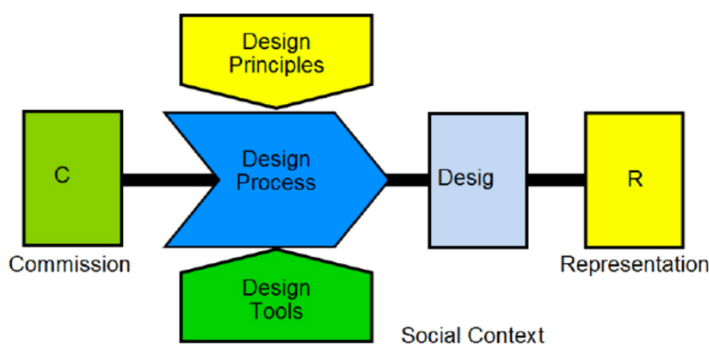 Design
Principles
C
Design
Process
Desig
R
Commission
Representation
Design
Tools
Social Context